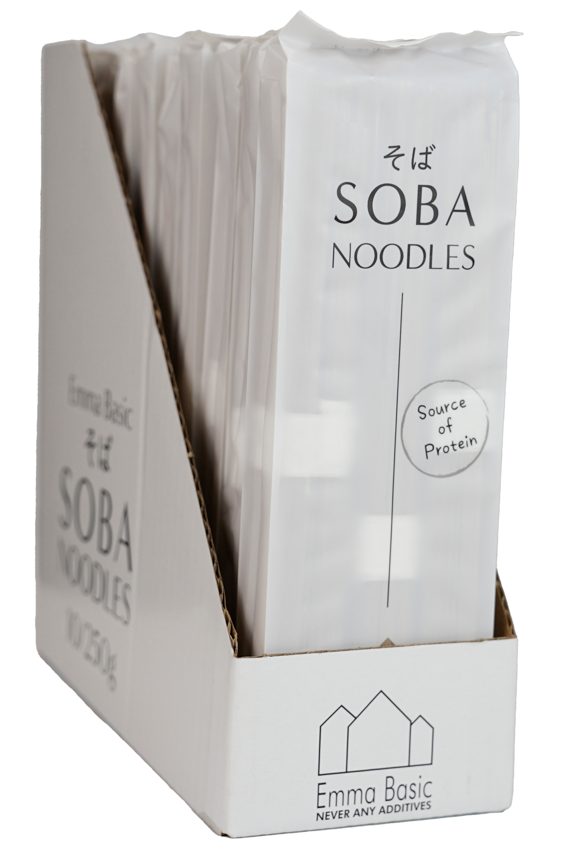 そば
SOBA
NOODLES
Source
of
Protein
Emma Basic
そば
SOBA
NOODLES
10/250g
Emma Basic
NEVER ANY ADDITIVES